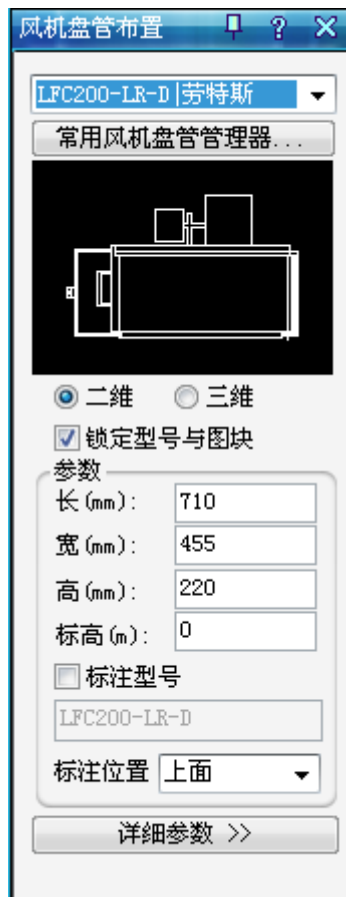 风机盘管布置
LFC200-LR-D|劳特斯
常用风机盘管管理器...
二维 三维
锁定型号与图块
参数
长(mm): 710
宽(mm): 455
高(mm): 220
标高(m): 0
标注型号
LFC200-LR-D
标注位置 上面
详细参数 >>